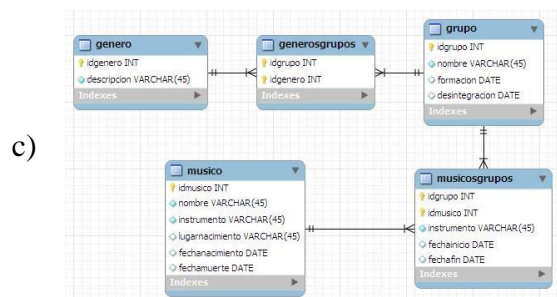 genero
idgenero INT
descripcion VARCHAR(45)
Indexes
generosgrupos
idgrupo INT
idgenero INT
Indexes
grupo
idgrupo INT
nombre VARCHAR(45)
formacion DATE
desintegracion DATE
Indexes
c)
musico
idmusico INT
nombre VARCHAR(45)
instrumento VARCHAR(45)
lugarnacimiento VARCHAR(45)
fechanacimiento DATE
fechamuerte DATE
Indexes
musicosgrupos
idgrupo INT
idmusico INT
instrumento VARCHAR(45)
fechainicio DATE
fechafin DATE
Indexes